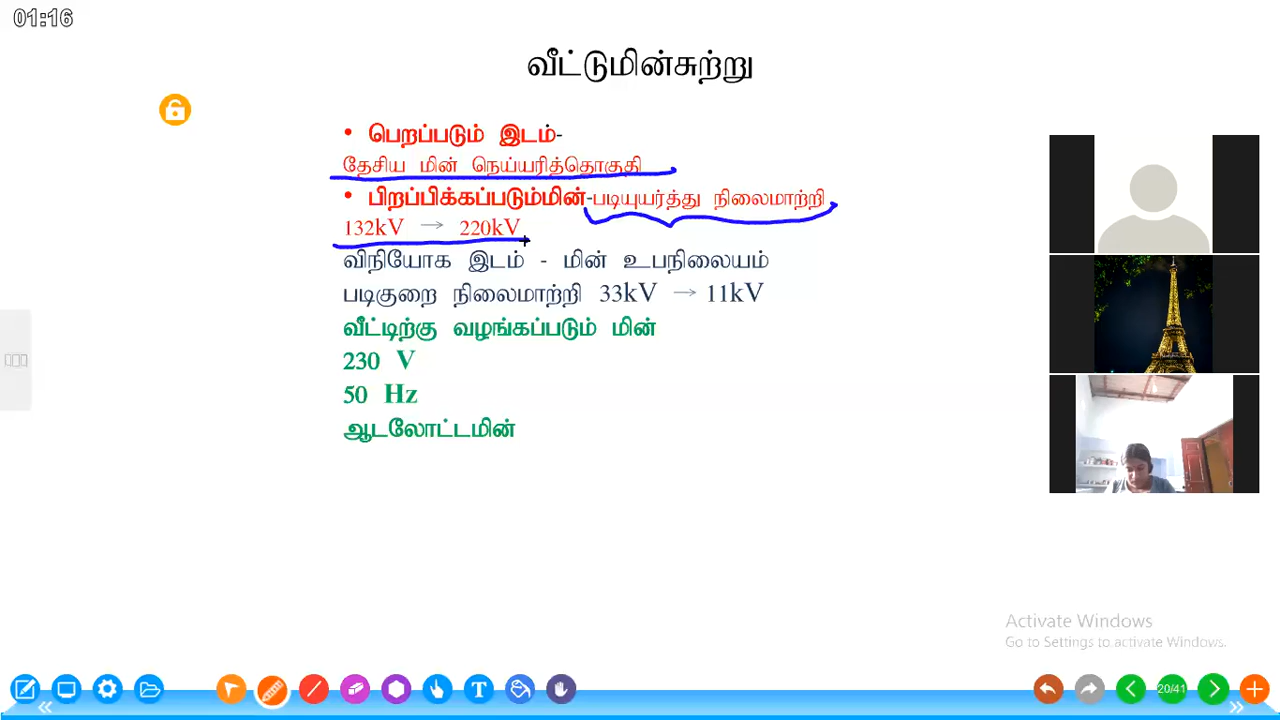 01:16
வீட்டுமின்சுற்று
• பெறப்படும் இடம்-
தேசிய மின் நெய்யரித்தொகுதி
• பிறப்பிக்கப்படும்மின்-படியுயர்த்து நிலைமாற்றி
132kV → 220kV
விநியோக இடம் - மின் உபநிலையம்
படிகுறை நிலைமாற்றி 33kV → 11kV
வீட்டிற்கு வழங்கப்படும் மின்
230 V
50 Hz
ஆடலோட்டமின்
Activate Windows
Go to Settings to activate Windows.
20/41